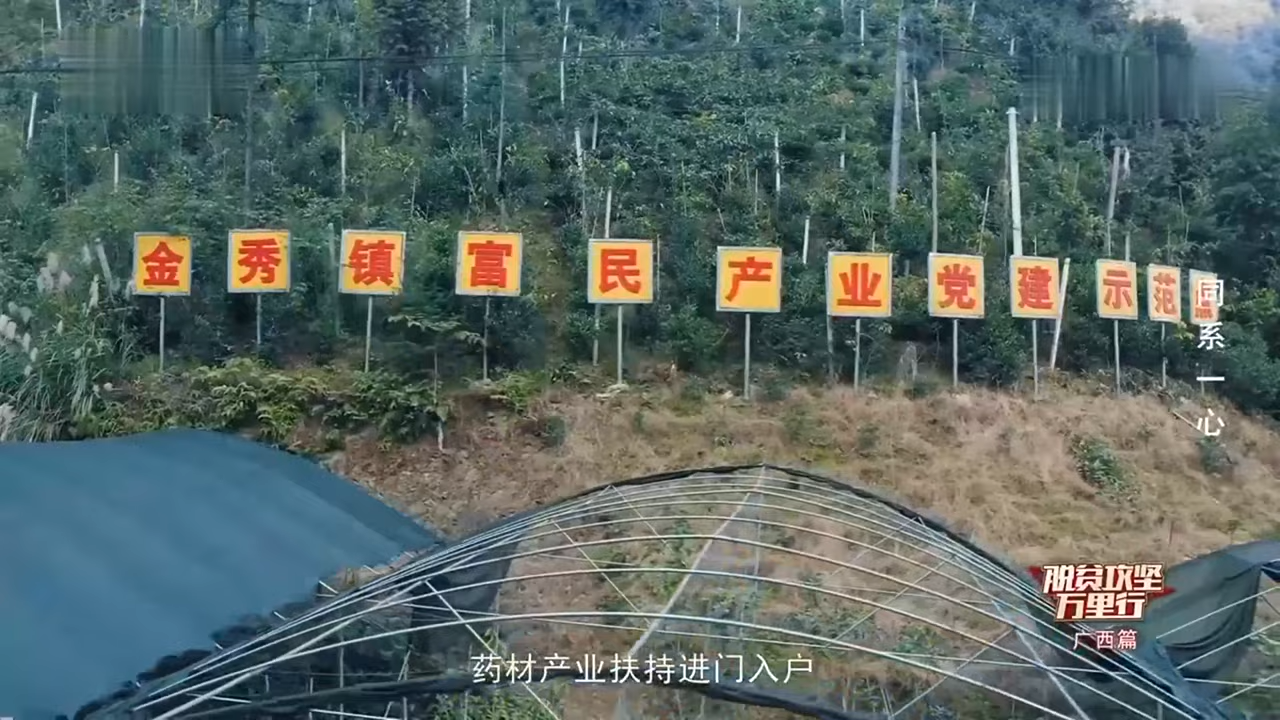 金秀镇富民产业党建示范
同系一心
脱贫攻坚
万里行
广西篇
药材产业扶持进门入户